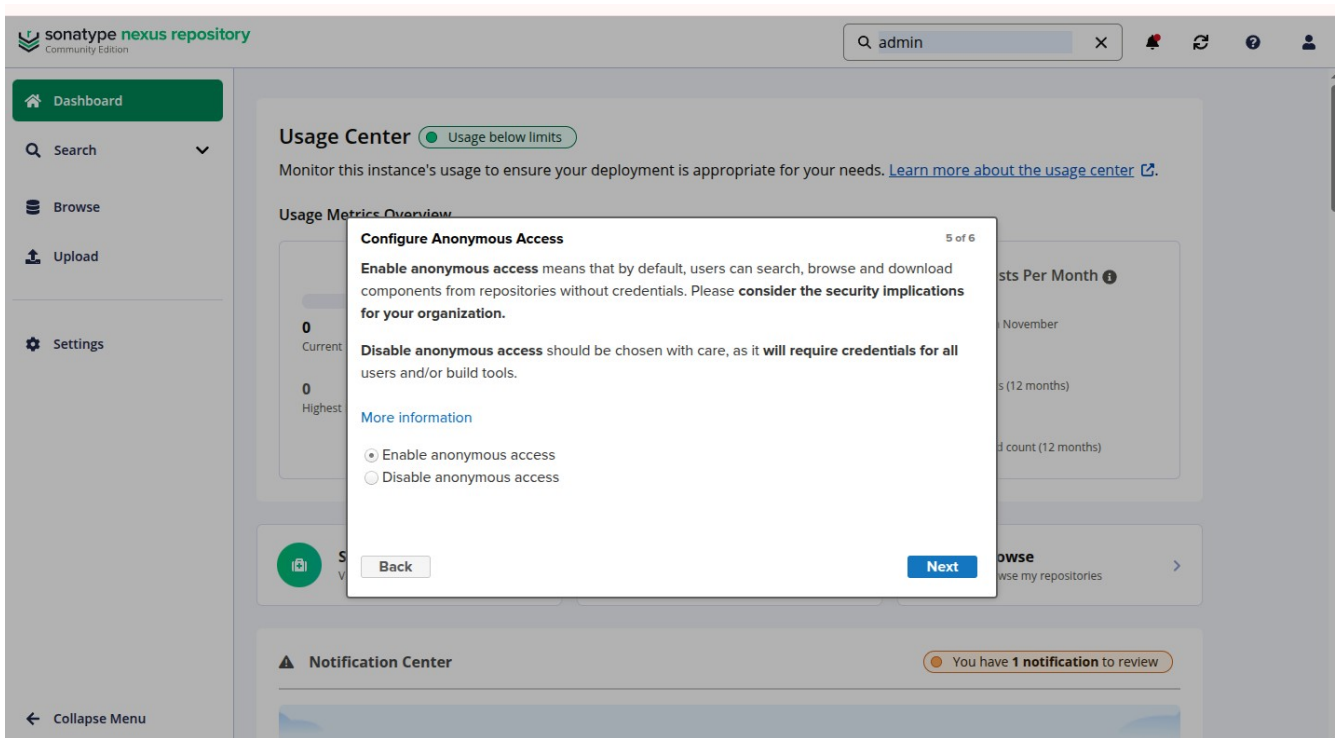 sonatype nexus repository
Community Edition
admin
Dashboard
Search
Browse
Upload
Settings
Collapse Menu
Usage Center
Usage below limits
Monitor this instance's usage to ensure your deployment is appropriate for your needs. Learn more about the usage center
Usage Metrics Overview
0
Current
0
Highest
sts Per Month
November
s (12 months)
d count (12 months)
Configure Anonymous Access
5 of 6
Enable anonymous access means that by default, users can search, browse and download
components from repositories without credentials. Please consider the security implications
for your organization.
Disable anonymous access should be chosen with care, as it will require credentials for all
users and/or build tools.
More information
Enable anonymous access
Disable anonymous access
Back
Next
S
V
owse
wse my repositories
Notification Center
You have 1 notification to review